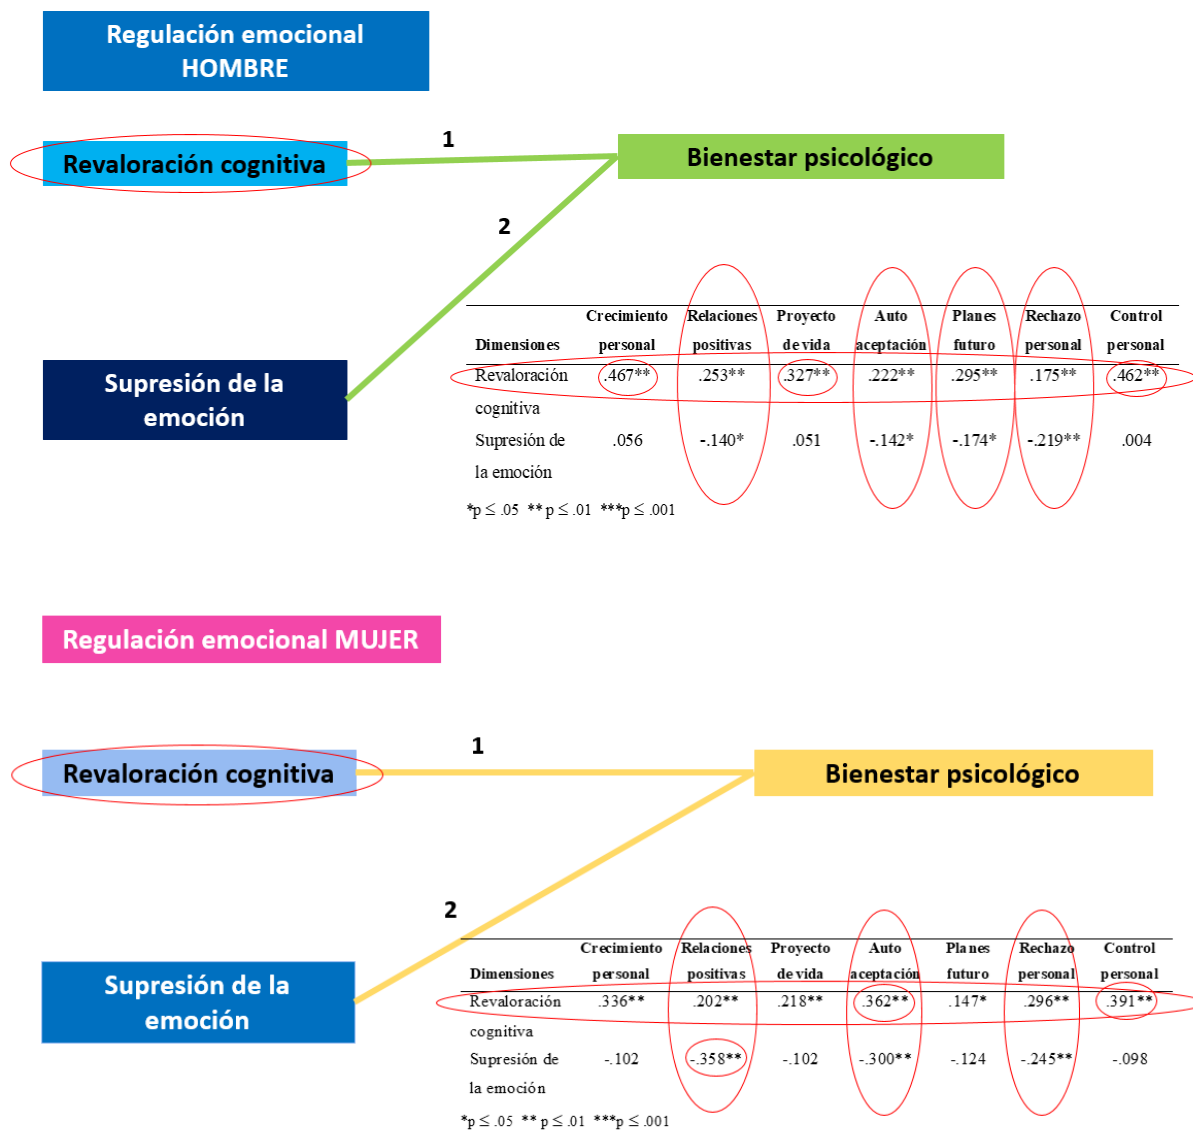 Regulación emocional
HOMBRE
Revaloración cognitiva
1
Bienestar psicológico
2
Supresión de la
emoción
Crecimiento Relaciones Proyecto Auto Planes Rechazo Control
Dimensiones personal positivas de vida aceptación futuro personal personal
Revaloración .467** .253** .327** .222** .295** .175** .462**
cognitiva
Supresión de .056 -.140* .051 -.142* -.174* -.219** .004
la emoción
*p ≤ .05 ** p ≤ .01 ***p ≤ .001
Regulación emocional MUJER
Revaloración cognitiva
1
Bienestar psicológico
2
Supresión de la
emoción
Crecimiento Relaciones Proyecto Auto Planes Rechazo Control
Dimensiones personal positivas de vida aceptación futuro personal personal
Revaloración .336** .202** .218** .362** .147* .296** .391**
cognitiva
Supresión de -.102 -.358** -.102 -.300** -.124 -.245** -.098
la emoción
*p ≤ .05 ** p ≤ .01 ***p ≤ .001